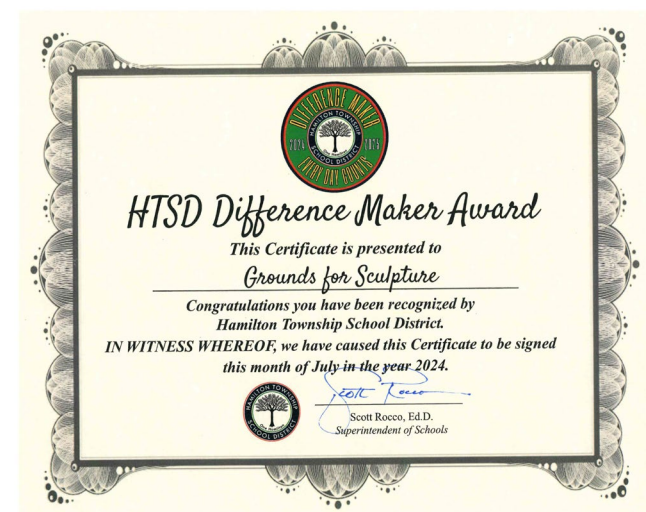 DIFFERENCE MAKER
HAMILTON TOWNSHIP
2024 2025
SCHOOL DISTRICT
EVERY DAY COUNTS
HTSD Difference Maker Award
This Certificate is presented to
Grounds for Sculpture
Congratulations you have been recognized by
Hamilton Township School District.
IN WITNESS WHEREOF, we have caused this Certificate to be signed
this month of July in the year 2024.
Scott Rocco
HAMILTON TOWNSHIP
SCHOOL DISTRICT
Scott Rocco, Ed.D.
Superintendent of Schools